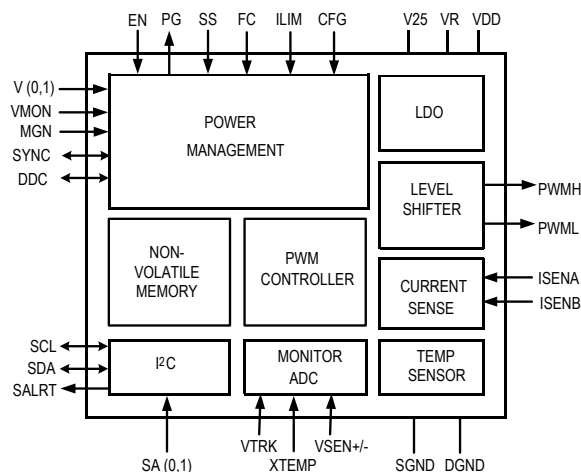 EN PG SS FC ILIM CFG V25 VR VDD
V (0,1)
VMON
MGN
SYNC
DDC
POWER
MANAGEMENT
LDO
LEVEL
SHIFTER
PWMH
PWML
NON-
VOLATILE
MEMORY
PWM
CONTROLLER
CURRENT
SENSE
ISENA
ISENB
SCL
SDA
SALRT
I2C
MONITOR
ADC
TEMP
SENSOR
SA (0,1)
VTRK
XTEMP
VSEN+/-
SGND DGND